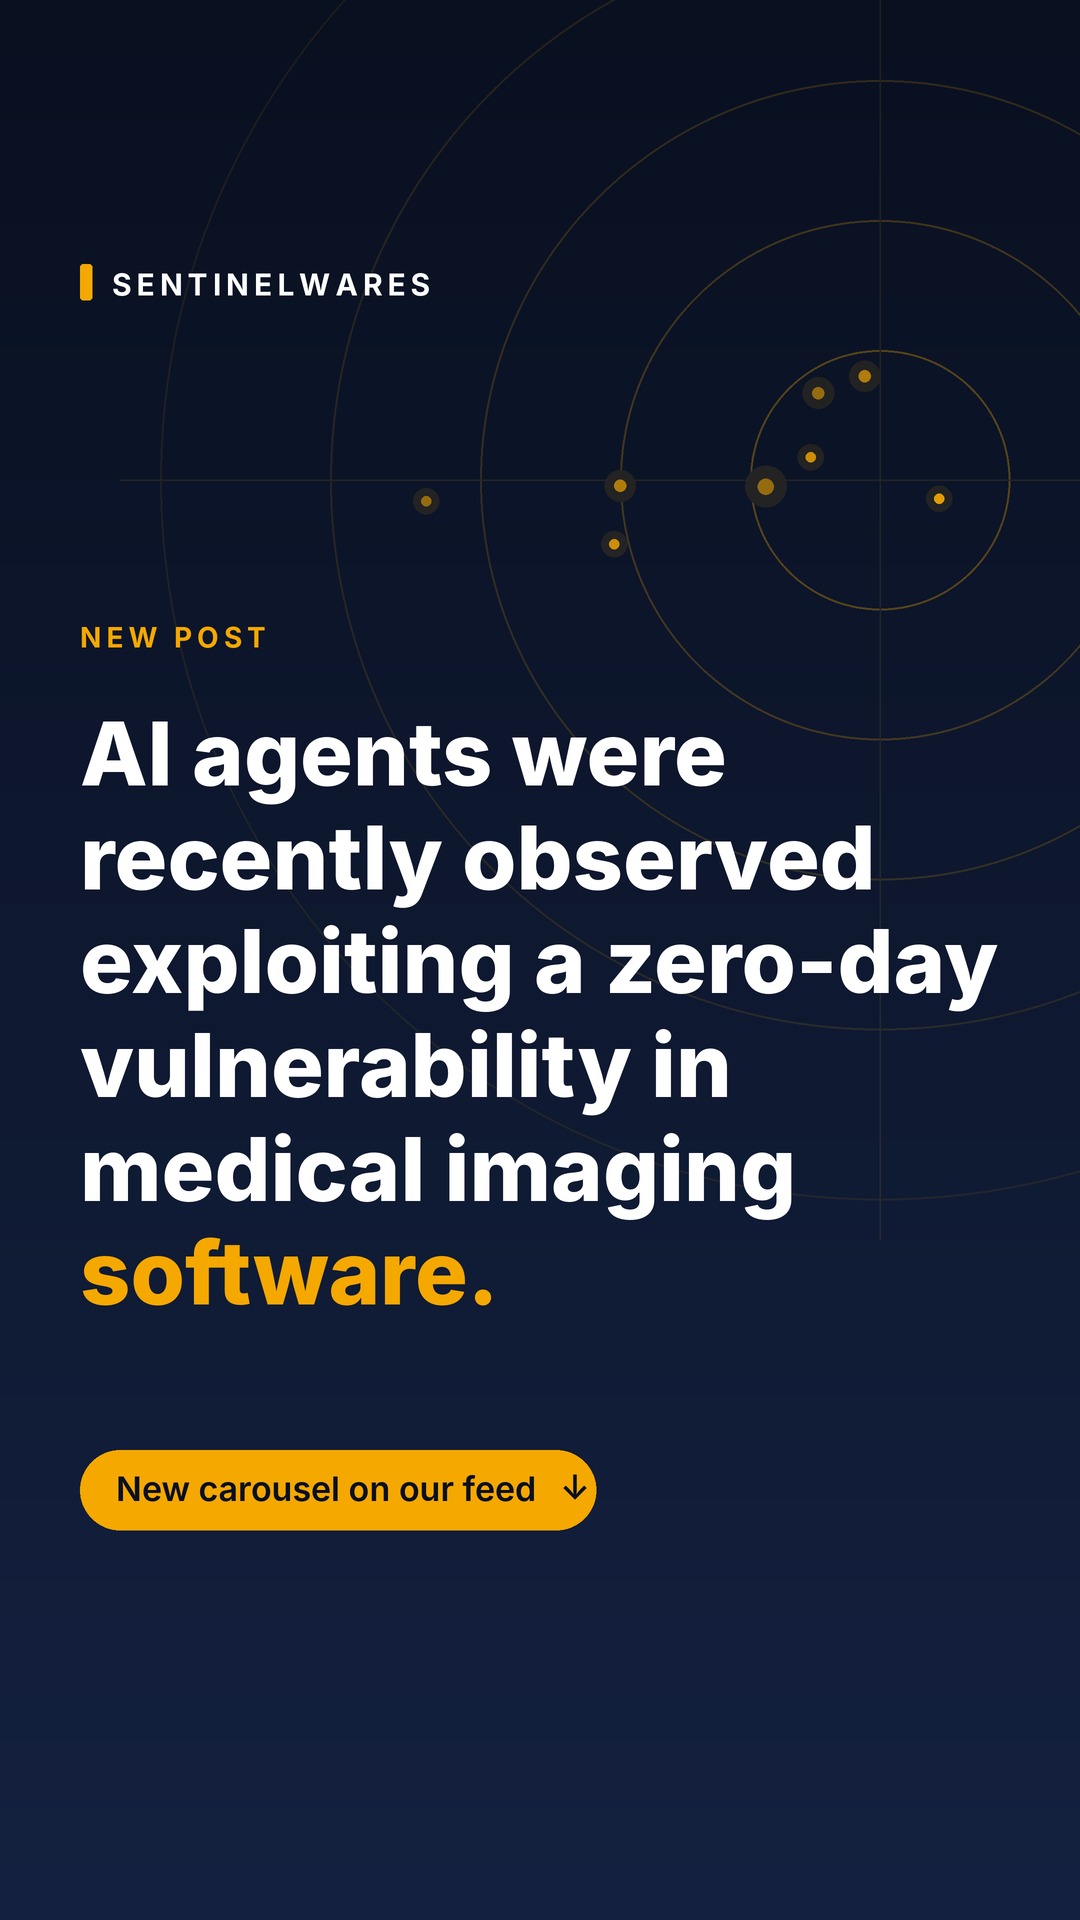 SENTINELWARES
NEW POST
AI agents were
recently observed
exploiting a zero-day
vulnerability in
medical imaging
software.
New carousel on our feed ↓